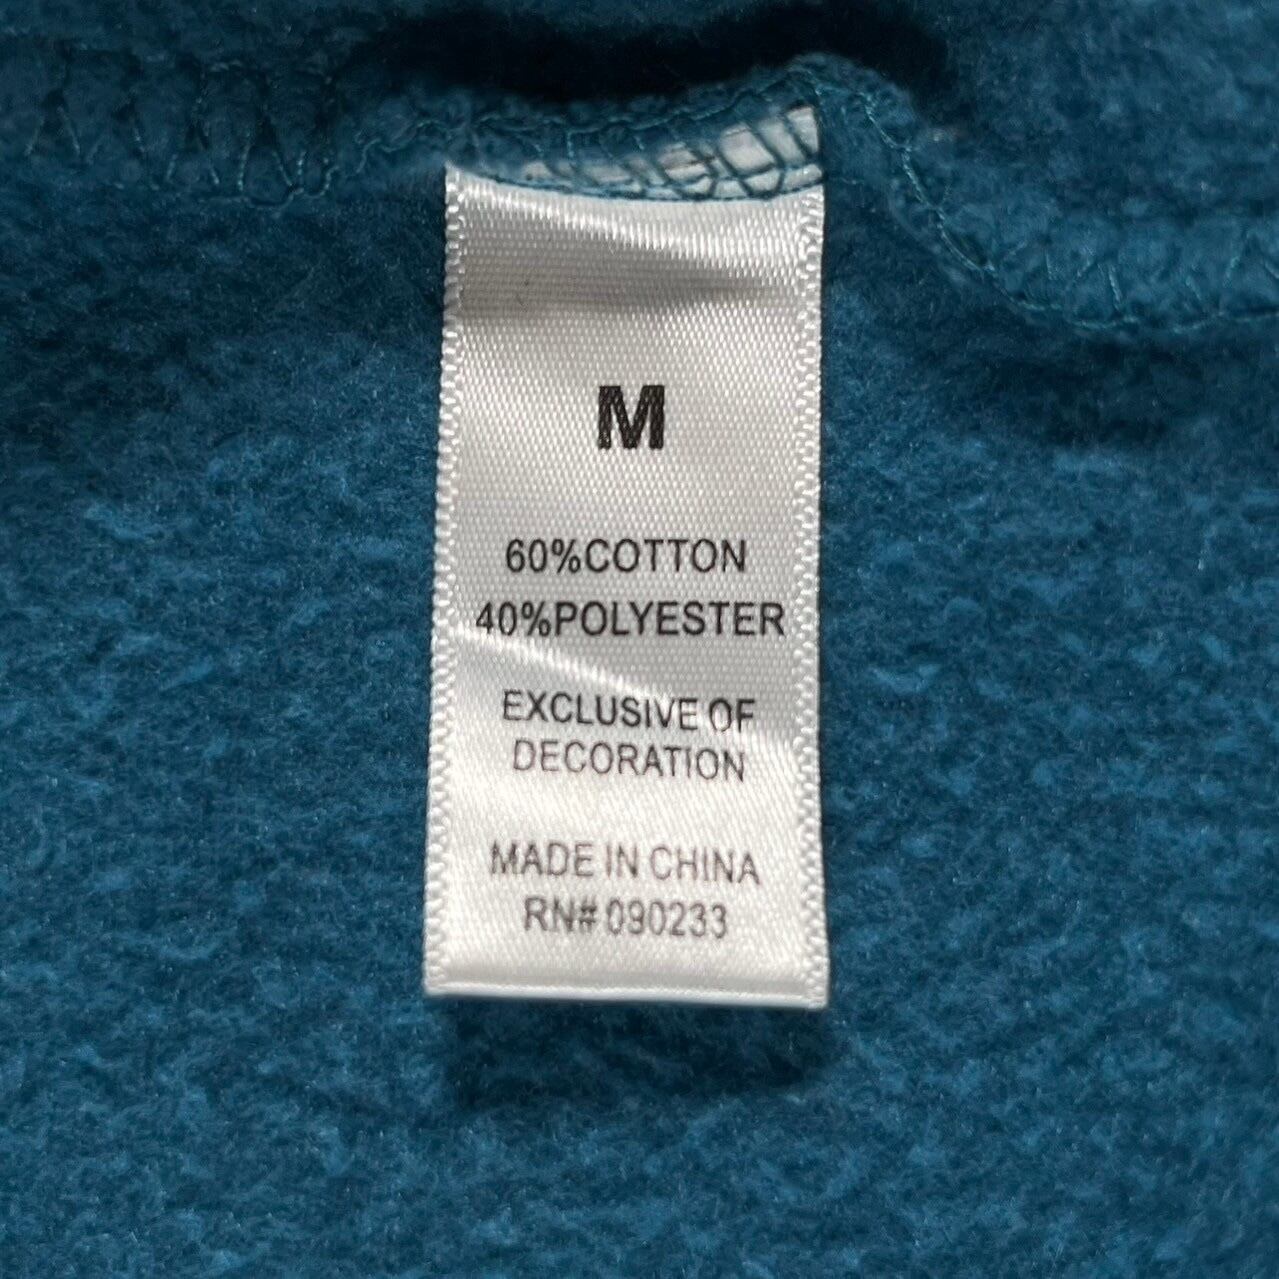 M
60%COTTON
40%POLYESTER
EXCLUSIVE OF
DECORATION
MADE IN CHINA
RN# 090233